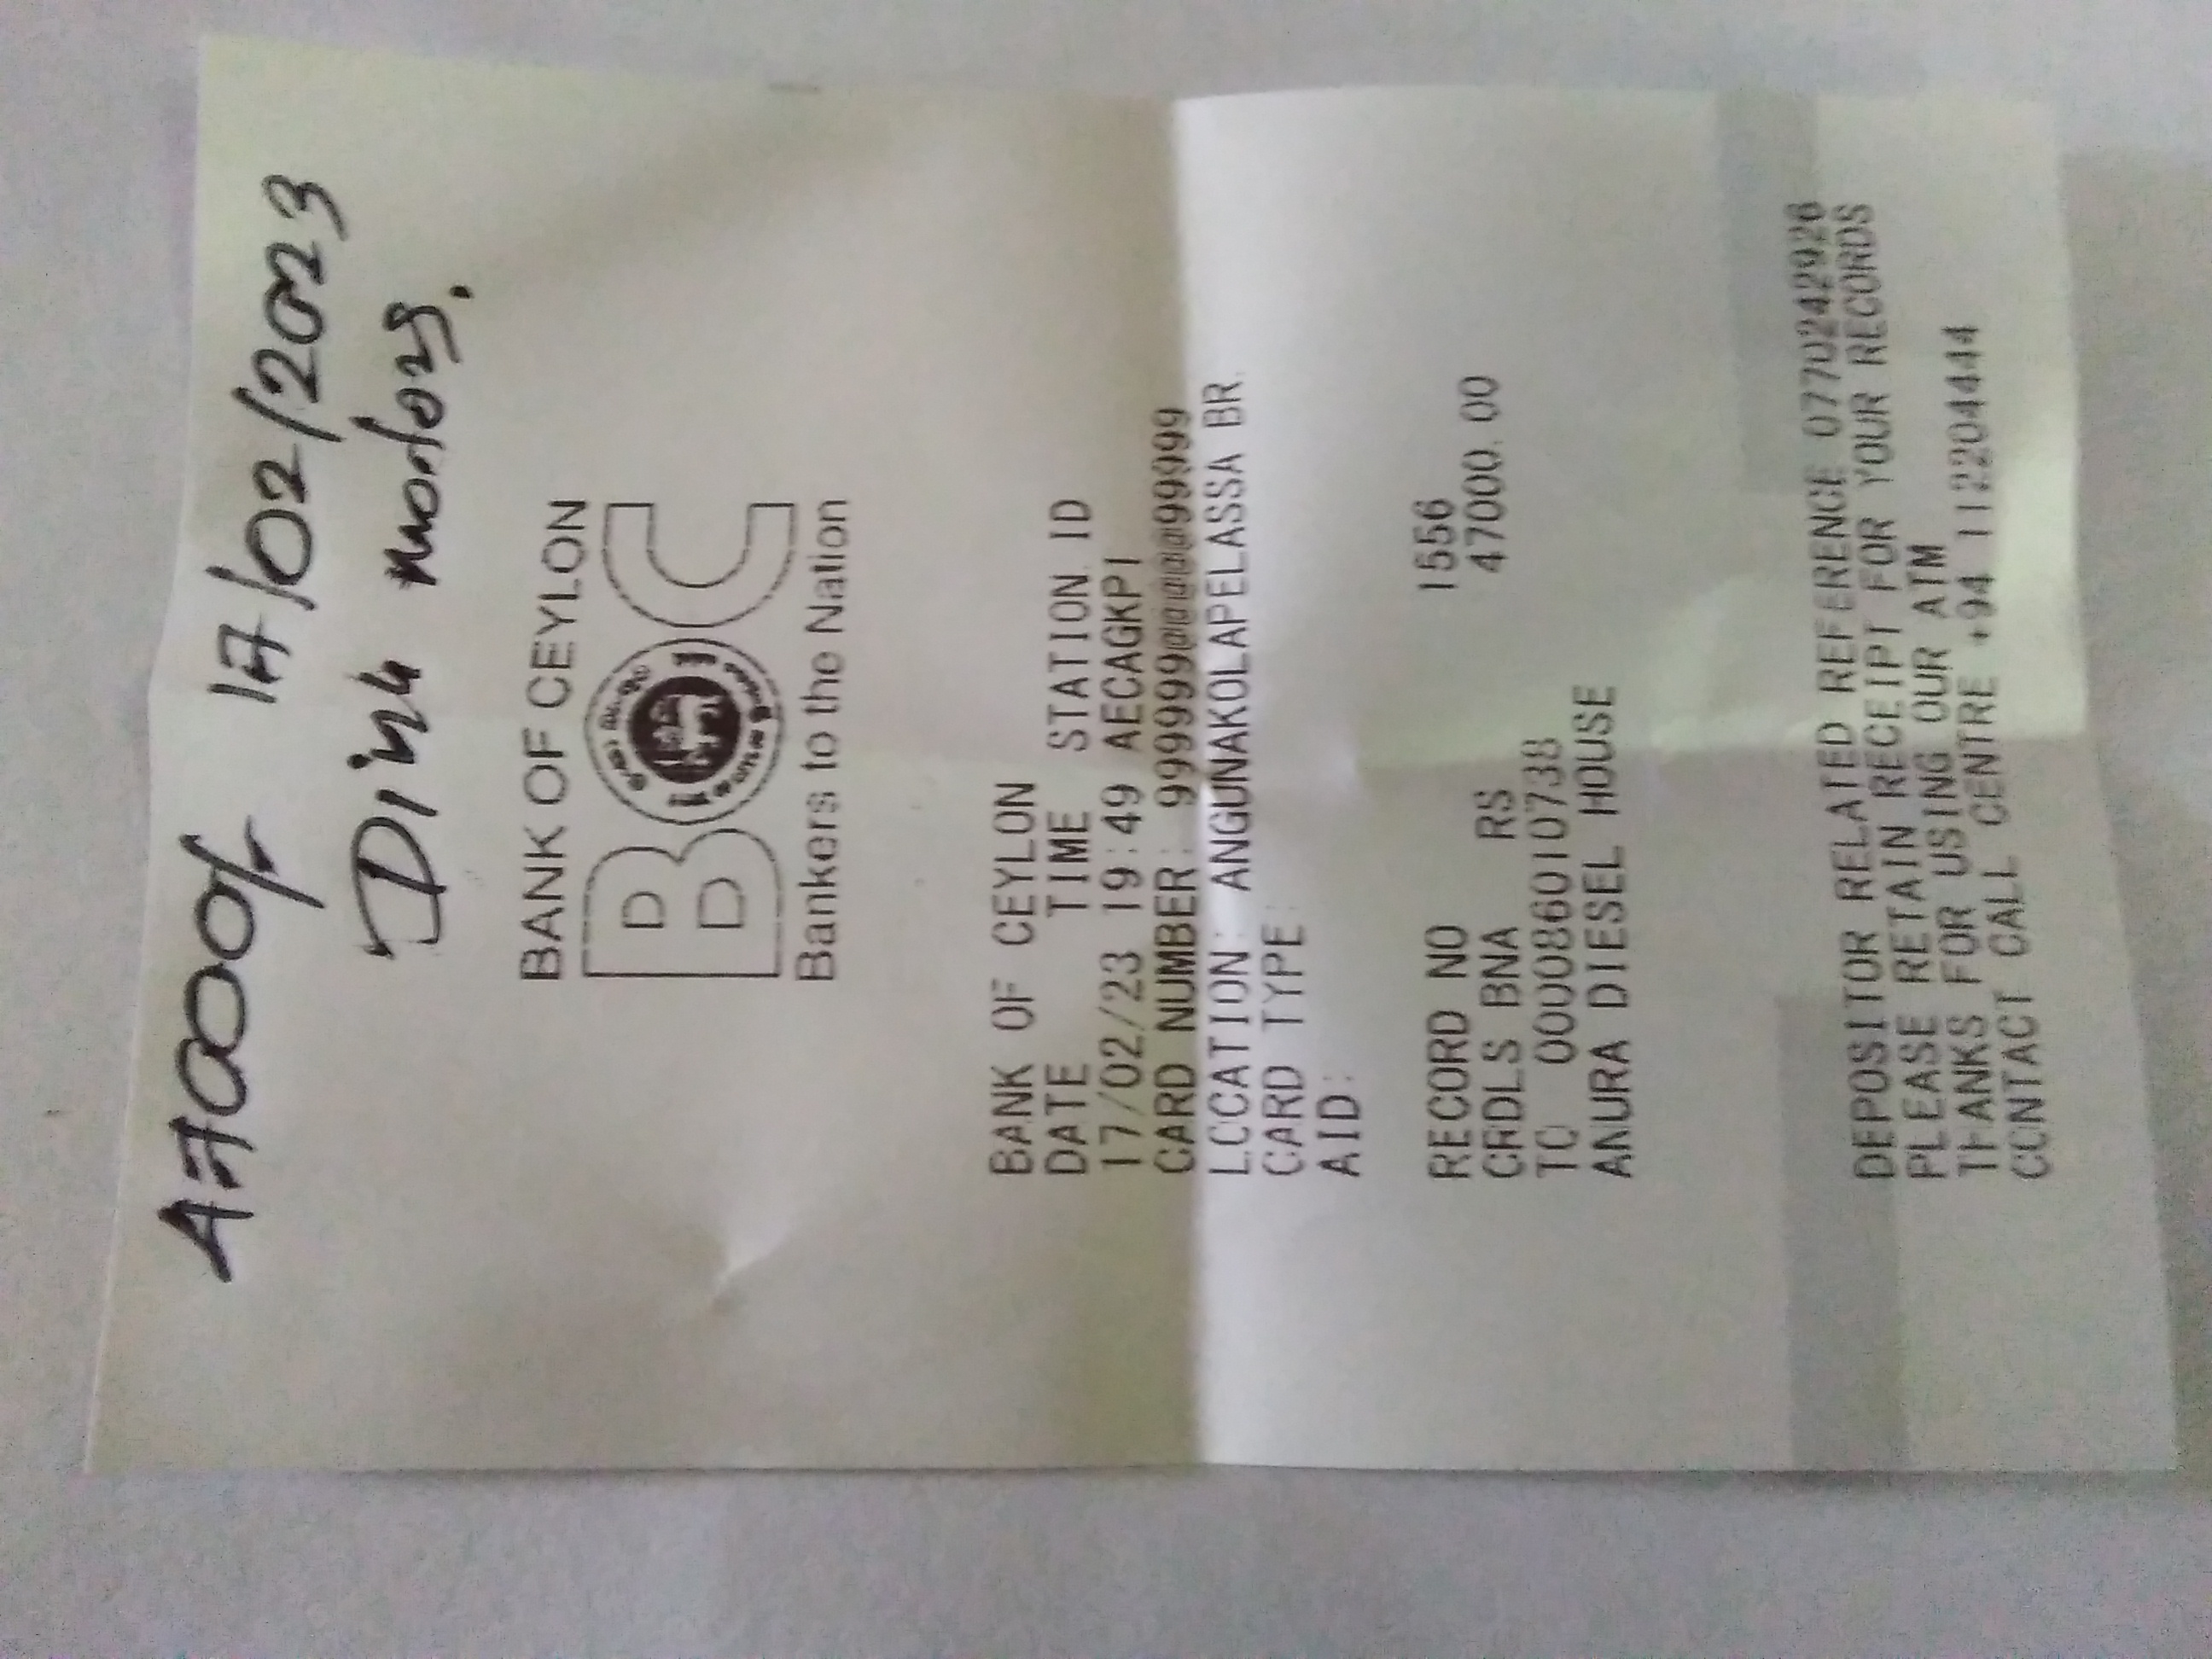 47000/- 17/02/2023
Dinu motors.
BANK OF CEYLON
BOC
Bankers to the Nation
BANK OF CEYLON
DATE TIME STATION ID
17/02/23 19:49 AECAGKP1
CARD NUMBER: 999999@@@@@@99999
LOCATION : ANGUNAKOLAPELASSA BR.
CARD TYPE:
AID:
RECORD NO 1556
CRDLS BNA RS 47000.00
TO 000086010738
ANURA DIESEL HOUSE
DEPOSITOR RELATED REFERENCE 07770242926
PLEASE RETAIN RECEIPT FOR YOUR RECORDS
THANKS FOR USING OUR ATM
CONTACT CALL CENTRE +94 112204444